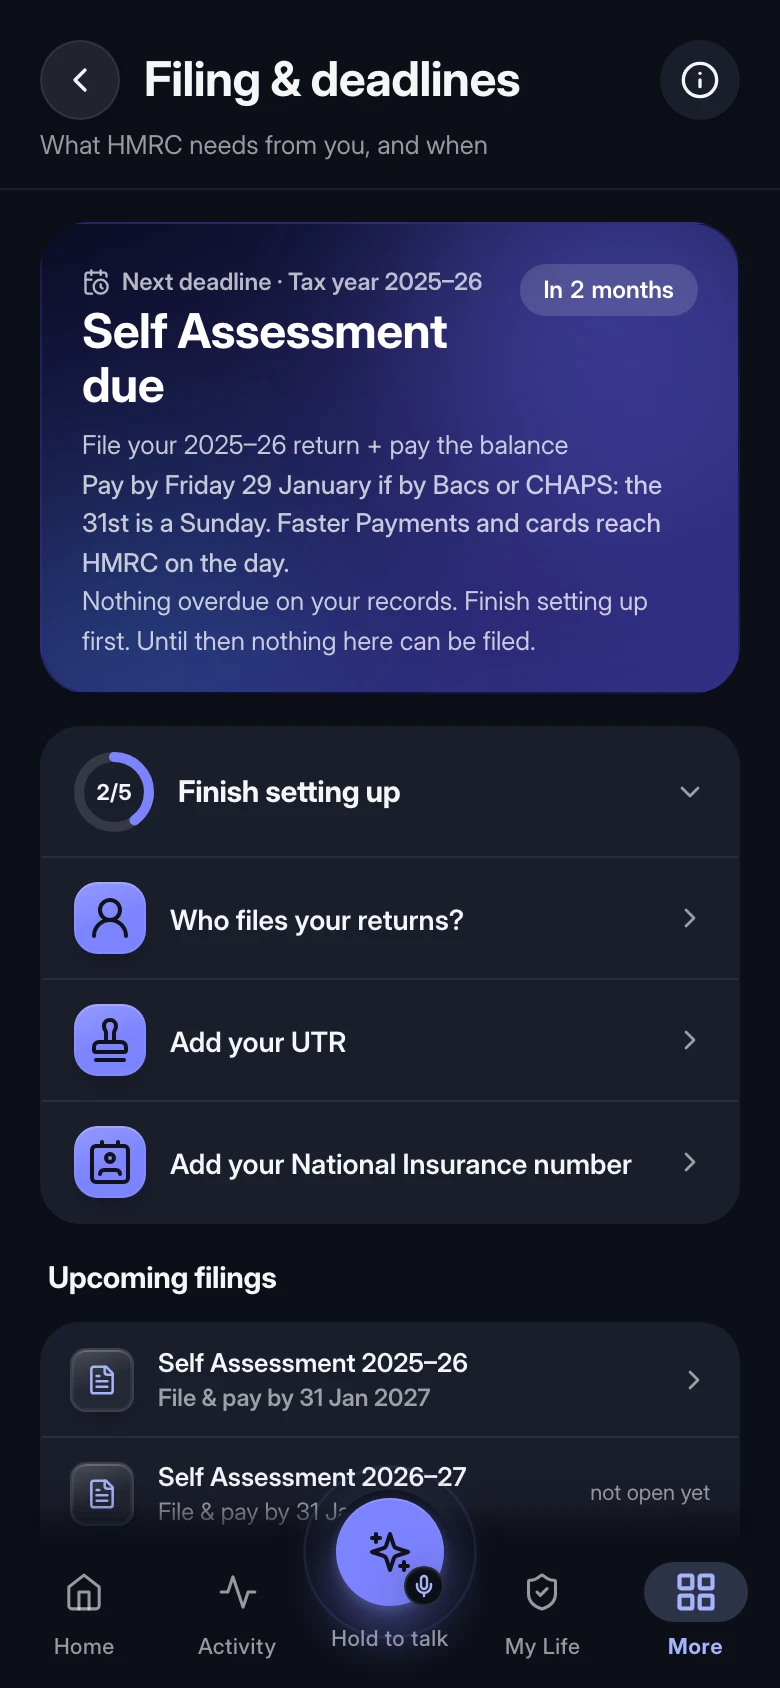 Filing & deadlines
What HMRC needs from you, and when
Next deadline · Tax year 2025–26
In 2 months
Self Assessment
due
File your 2025–26 return + pay the balance
Pay by Friday 29 January if by Bacs or CHAPS: the
31st is a Sunday. Faster Payments and cards reach
HMRC on the day.
Nothing overdue on your records. Finish setting up
first. Until then nothing here can be filed.
2/5
Finish setting up
Who files your returns?
Add your UTR
Add your National Insurance number
Upcoming filings
Self Assessment 2025–26
File & pay by 31 Jan 2027
Self Assessment 2026–27
not open yet
File & pay by 31
Home
Activity
Hold to talk
My Life
More